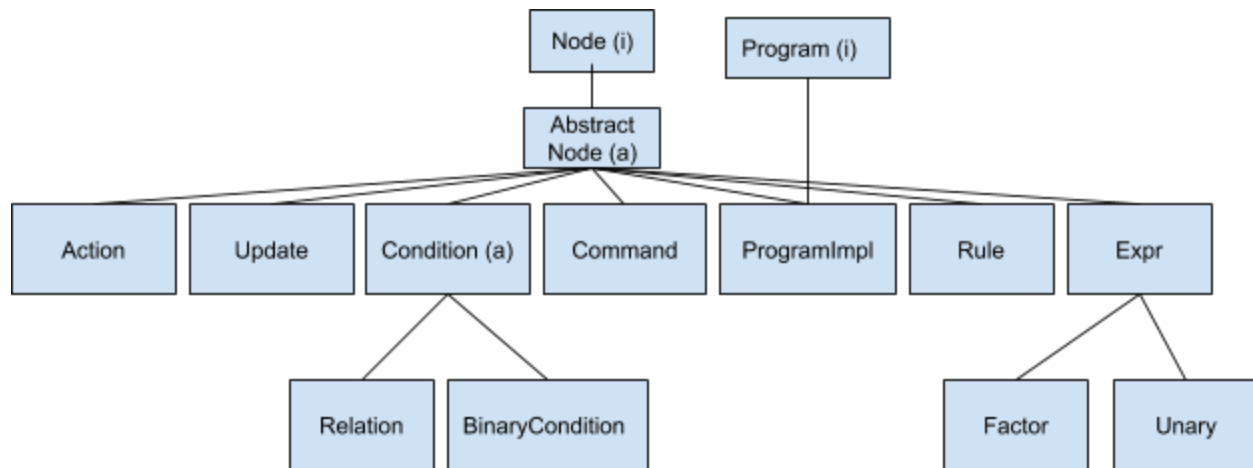 Node (i)
Program (i)
Abstract
Node (a)
Action
Update
Condition (a)
Command
ProgramImpl
Rule
Expr
Relation
BinaryCondition
Factor
Unary